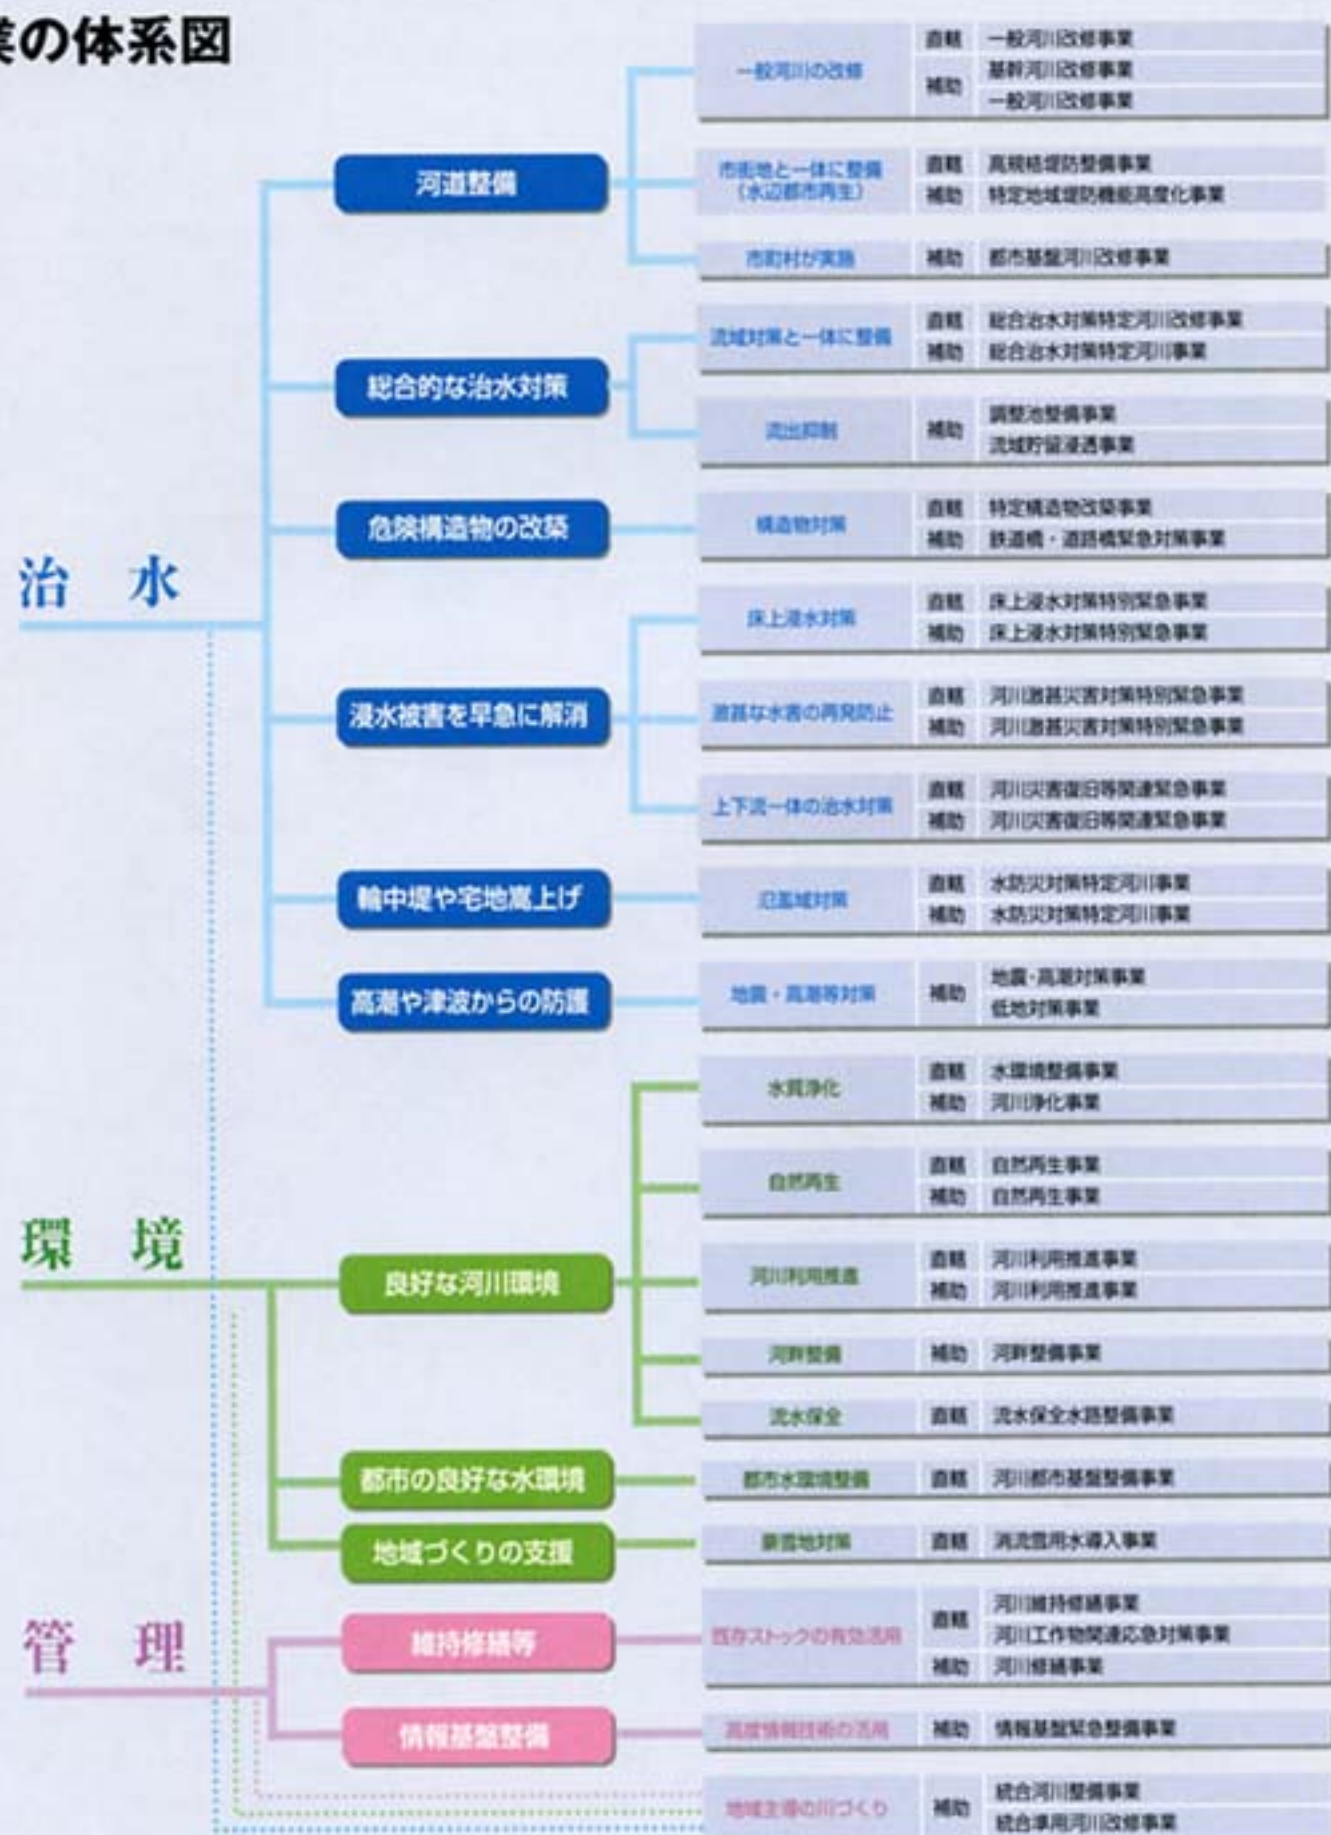 業の体系図
治 水
河道整備
一般河川の改修
直轄 一般河川改修事業
補助 基幹河川改修事業
一般河川改修事業
市街地と一体に整備
(水辺都市再生)
直轄 高規格堤防整備事業
補助 特定地域堤防機能高度化事業
市町村が実施 補助 都市基盤河川改修事業
総合的な治水対策
流域対策と一体に整備
直轄 総合治水対策特定河川改修事業
補助 総合治水対策特定河川事業
流出抑制
補助 調整池整備事業
流域貯留浸透事業
危険構造物の改築
構造物対策
直轄 特定構造物改築事業
補助 鉄道橋・道路橋緊急対策事業
浸水被害を早急に解消
床上浸水対策
直轄 床上浸水対策特別緊急事業
補助 床上浸水対策特別緊急事業
激甚な水害の再発防止
直轄 河川激甚災害対策特別緊急事業
補助 河川激甚災害対策特別緊急事業
上下流一体の治水対策
直轄 河川災害復旧等関連緊急事業
補助 河川災害復旧等関連緊急事業
輪中堤や宅地嵩上げ
氾濫域対策
直轄 水防災対策特定河川事業
補助 水防災対策特定河川事業
高潮や津波からの防護
地震・高潮等対策
補助 地震・高潮対策事業
低地対策事業
環 境
良好な河川環境
水質浄化
直轄 水環境整備事業
補助 河川浄化事業
自然再生
直轄 自然再生事業
補助 自然再生事業
河川利用推進
直轄 河川利用推進事業
補助 河川利用推進事業
河畔整備 補助 河畔整備事業
流水保全 直轄 流水保全水路整備事業
都市の良好な水環境
都市水環境整備 直轄 河川都市基盤整備事業
地域づくりの支援
豪雪地対策 直轄 消流雪用水導入事業
管 理
維持修繕等
既存ストックの有効活用
直轄 河川維持修繕事業
河川工作物関連応急対策事業
補助 河川修繕事業
情報基盤整備
高度情報技術の活用 補助 情報基盤緊急整備事業
地域主導の川づくり
補助 統合河川整備事業
統合準用河川改修事業